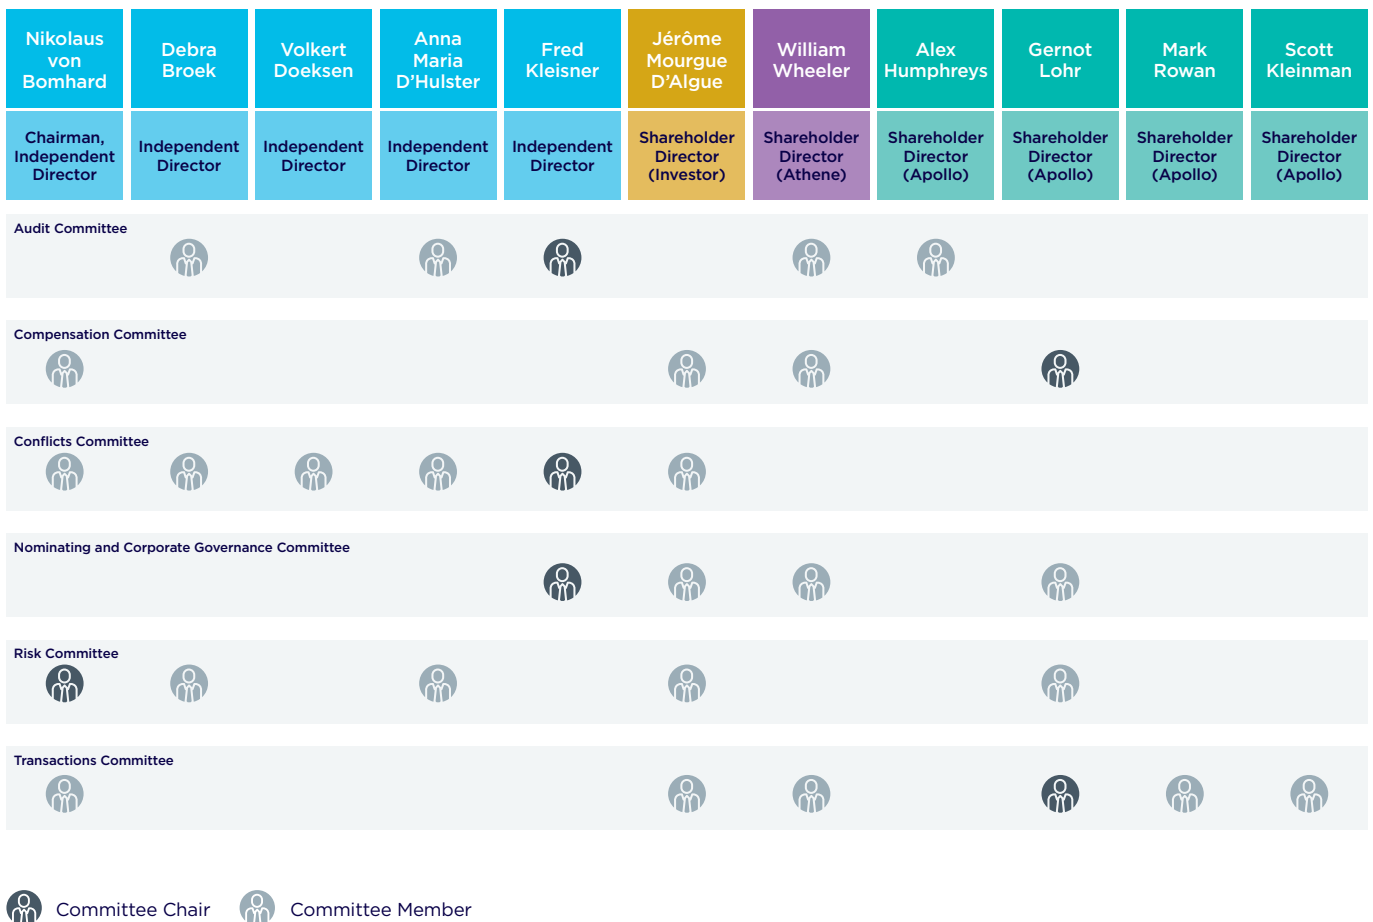 Nikolaus
von
Bomhard
Debra
Broek
Volkert
Doeksen
Anna
Maria
D’Hulster
Fred
Kleisner
Jérôme
Mourgue
D’Algue
William
Wheeler
Alex
Humphreys
Gernot
Lohr
Mark
Rowan
Scott
Kleinman
Chairman,
Independent
Director
Independent
Director
Independent
Director
Independent
Director
Independent
Director
Shareholder
Director
(Investor)
Shareholder
Director
(Athene)
Shareholder
Director
(Apollo)
Shareholder
Director
(Apollo)
Shareholder
Director
(Apollo)
Shareholder
Director
(Apollo)
Audit Committee
Compensation Committee
Conflicts Committee
Nominating and Corporate Governance Committee
Risk Committee
Transactions Committee
Committee Chair
Committee Member